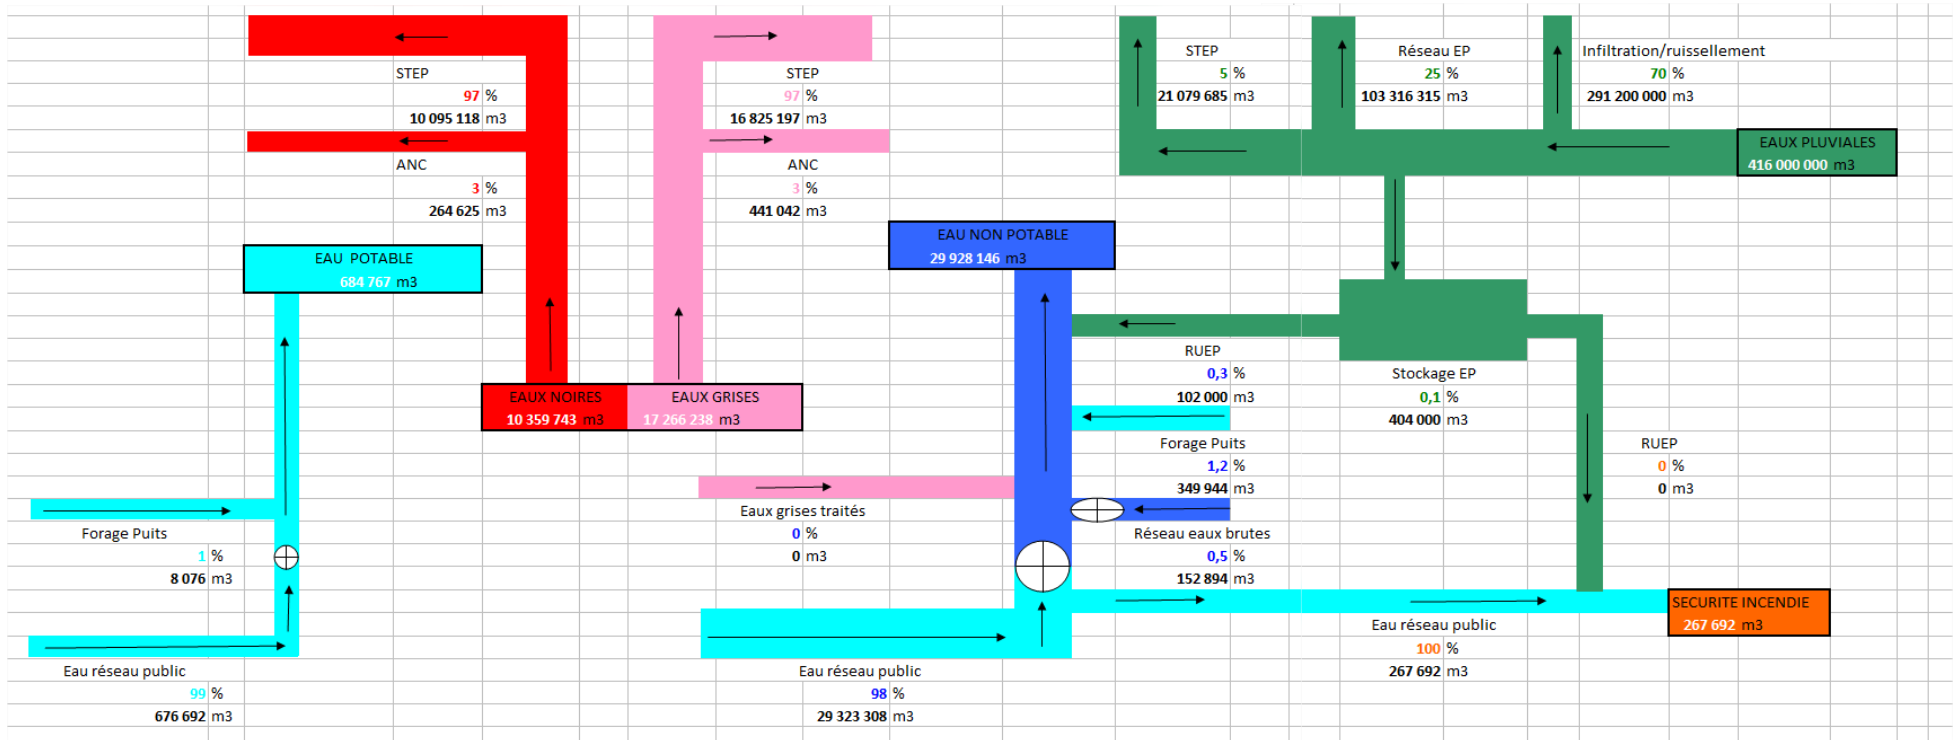 STEP
97 %
10 095 118 m3
ANC
3 %
264 625 m3
STEP
97 %
16 825 197 m3
ANC
3 %
441 042 m3
STEP
5 %
21 079 685 m3
Réseau EP
25 %
103 316 315 m3
Infiltration/ruissellement
70 %
291 200 000 m3
EAUX PLUVIALES
416 000 000 m3
EAU POTABLE
684 767 m3
EAU NON POTABLE
29 928 146 m3
EAUX NOIRES
10 359 743 m3
EAUX GRISES
17 266 238 m3
RUEP
0,3 %
102 000 m3
Stockage EP
0,1 %
404 000 m3
Forage Puits
1,2 %
349 944 m3
RUEP
0 %
0 m3
Forage Puits
1 %
8 076 m3
Eaux grises traités
0 %
0 m3
Réseau eaux brutes
0,5 %
152 894 m3
SECURITE INCENDIE
267 692 m3
Eau réseau public
99 %
676 692 m3
Eau réseau public
98 %
29 323 308 m3
Eau réseau public
100 %
267 692 m3